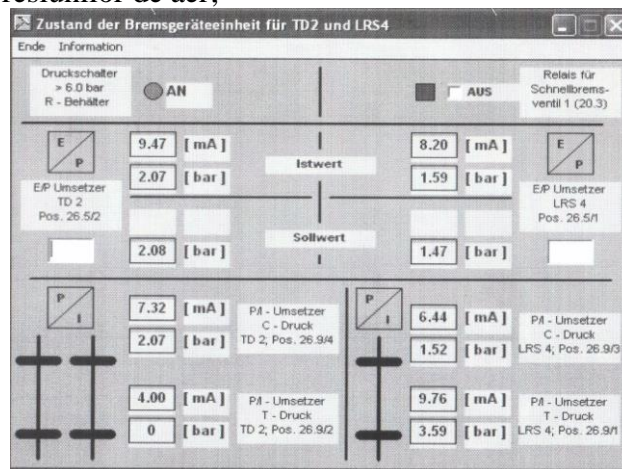 Zustand der Bremsgeräteeinheit für TD2 und LRS4
Ende Information
Druckschalter
> 6.0 bar
R - Behälter
AN
AUS
Relais für
Schnellbrems-
ventil 1 (20.3)
E
P
9.47 [ mA ]
2.07 [ bar ]
Istwert
8.20 [ mA ]
1.59 [ bar ]
E
P
E/P Umsetzer
TD 2
Pos. 26.5/2
E/P Umsetzer
LRS 4
Pos. 26.5/1
Sollwert
2.08 [ bar ]
1.47 [ bar ]
P
I
7.32 [ mA ]
2.07 [ bar ]
P/I - Umsetzer
C - Druck
TD 2; Pos. 26.9/4
4.00 [ mA ]
0 [ bar ]
P/I - Umsetzer
T - Druck
TD 2; Pos. 26.9/2
P
I
6.44 [ mA ]
1.52 [ bar ]
P/I - Umsetzer
C - Druck
LRS 4; Pos. 26.9/3
9.76 [ mA ]
3.59 [ bar ]
P/I - Umsetzer
T - Druck
LRS 4; Pos. 26.9/1